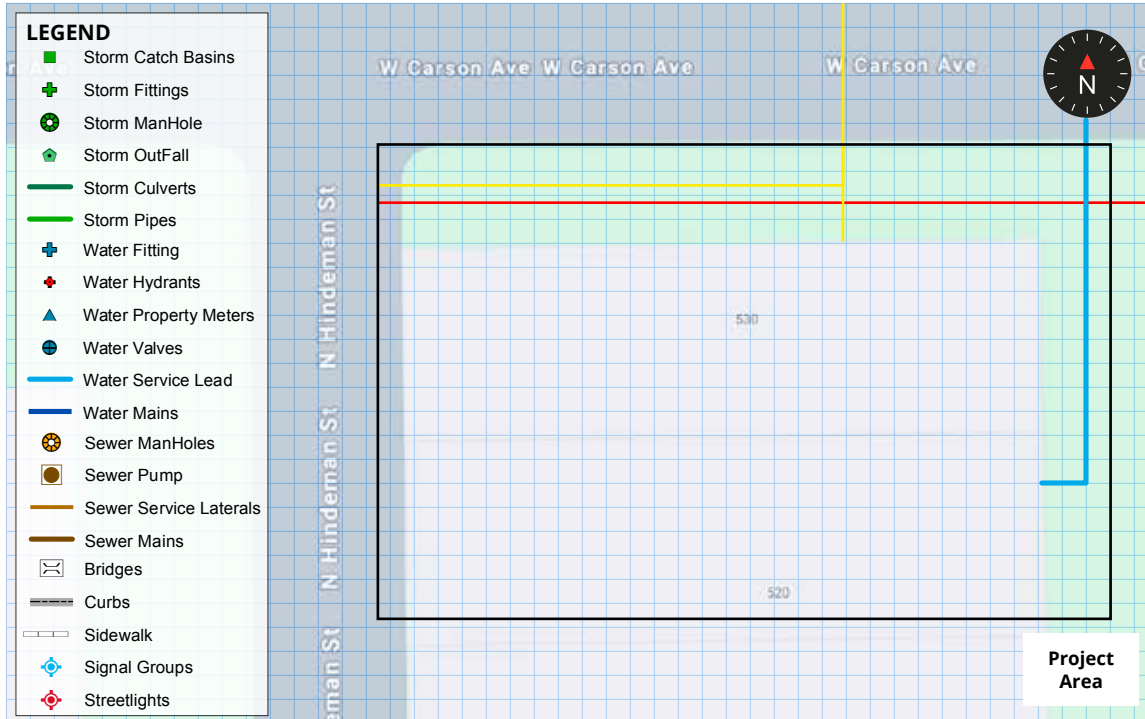 LEGEND
Storm Catch Basins
Storm Fittings
Storm ManHole
Storm OutFall
Storm Culverts
Storm Pipes
Water Fitting
Water Hydrants
Water Property Meters
Water Valves
Water Service Lead
Water Mains
Sewer ManHoles
Sewer Pump
Sewer Service Laterals
Sewer Mains
Bridges
Curbs
Sidewalk
Signal Groups
Streetlights
W Carson Ave W Carson Ave
W Carson Ave
N
N Hindeman St
N Hindeman St
eman St
530
520
Project
Area